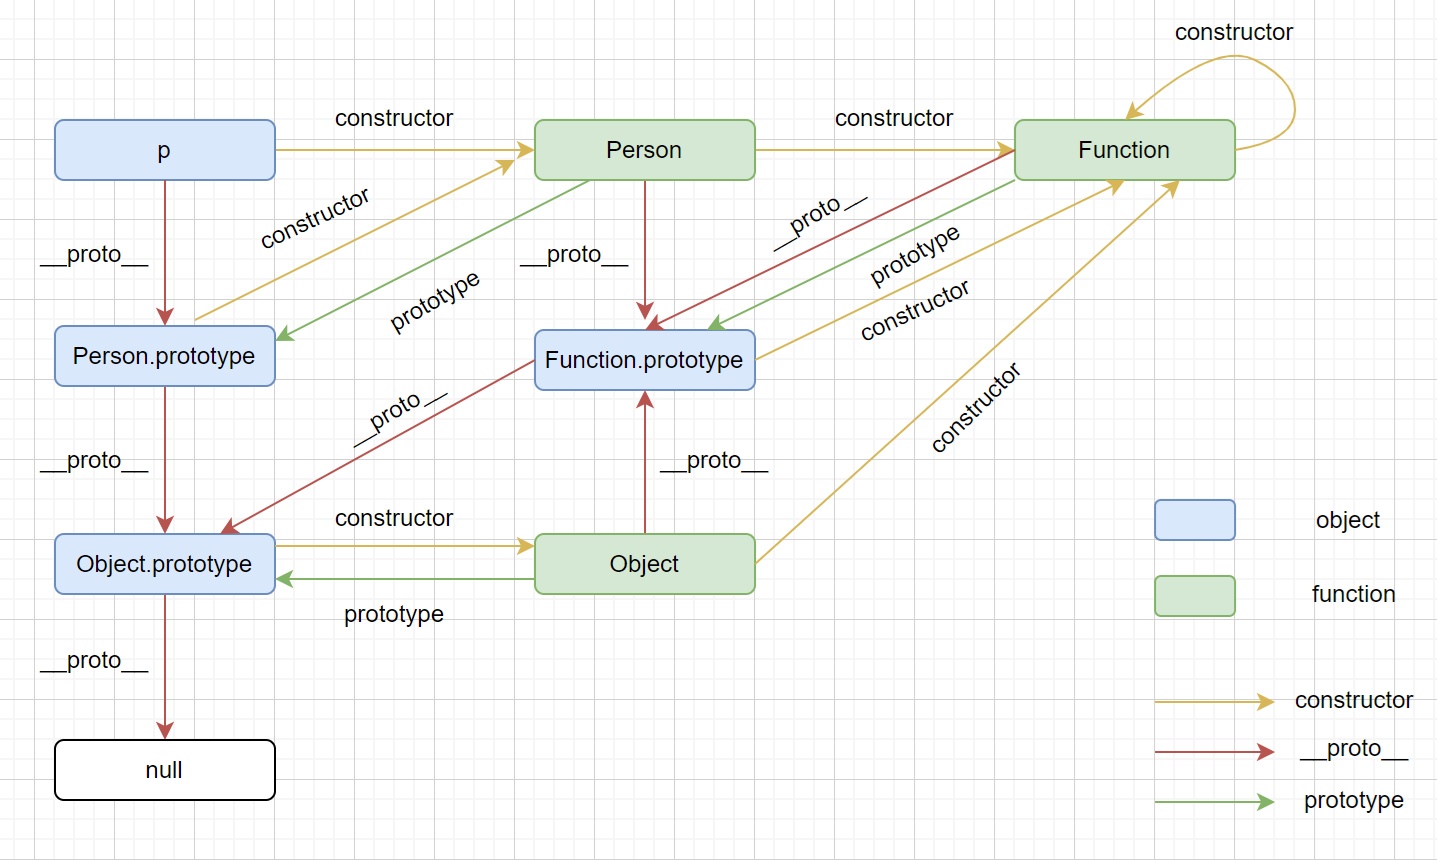 constructor
constructor
constructor
p
Person
Function
constructor
__proto__
__proto__
__proto__
prototype
prototype
constructor
Person.prototype
Function.prototype
__proto__
constructor
__proto__
__proto__
constructor
object
Object.prototype
Object
function
prototype
__proto__
constructor
__proto__
null
prototype